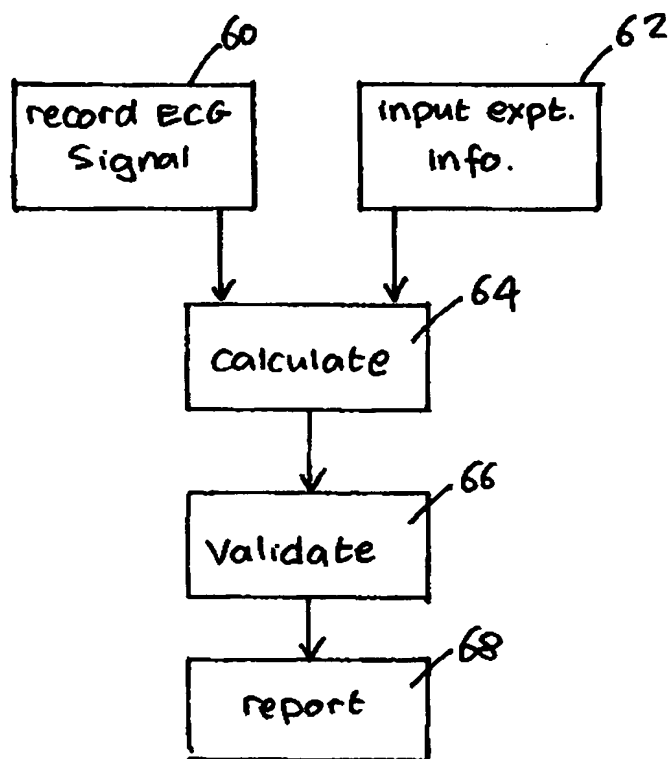 60
62
record ECG
Signal
input expt.
info.
64
Calculate
66
Validate
68
report